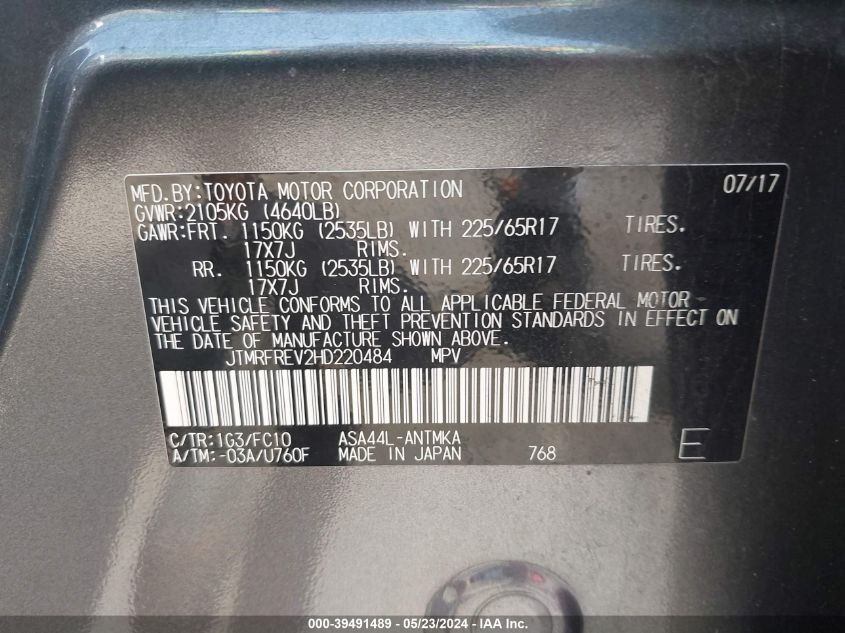 MFD.BY:TOYOTA MOTOR CORPORATION 07/17
GVWR:2105KG (4640LB)
GAWR:FRT. 1150KG (2535LB) WITH 225/65R17 TIRES.
17X7J RIMS.
RR. 1150KG (2535LB) WITH 225/65R17 TIRES.
17X7J RIMS.
THIS VEHICLE CONFORMS TO ALL APPLICABLE FEDERAL MOTOR
VEHICLE SAFETY AND THEFT PREVENTION STANDARDS IN EFFECT ON
THE DATE OF MANUFACTURE SHOWN ABOVE.
JTMRFREV2HD220484 MPV
C/TR:1G3/FC10 ASA44L-ANTMKA
A/TM:-03A/U760F MADE IN JAPAN 768 E
000-39491489 - 05/23/2024 - IAA Inc.